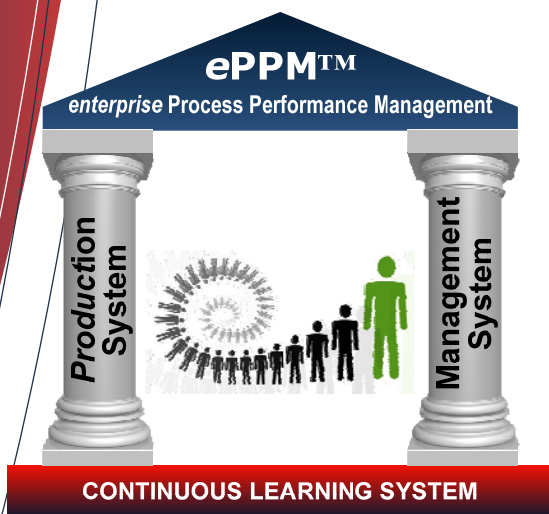 ePPM™
enterprise Process Performance Management
Production
System
Management
System
CONTINUOUS LEARNING SYSTEM